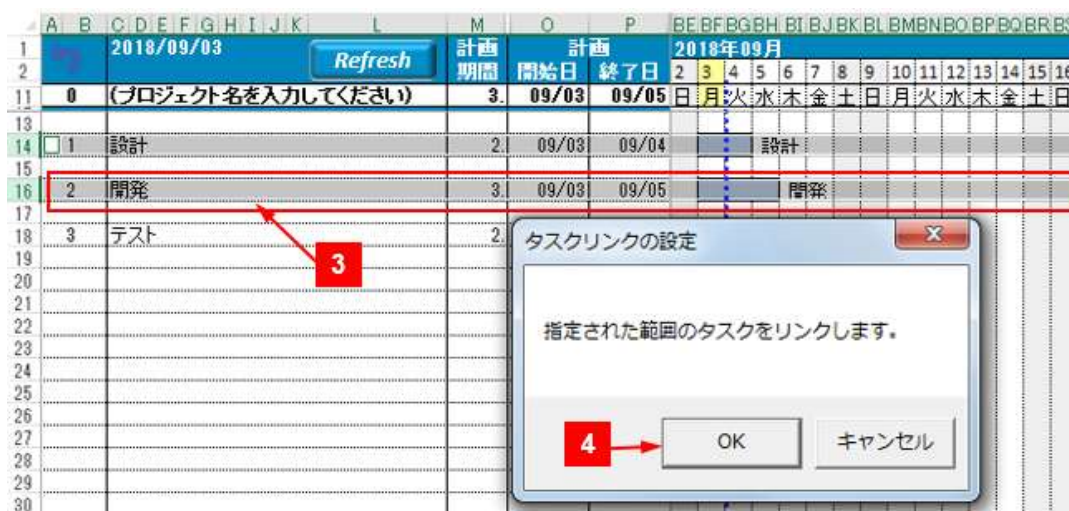 A B C D E F G H I J K L M O P BE BF BG BH BI BJ BK BL BM BN BO BP BQ BR BS
1 2018/09/03 Refresh 計画 計画 2018年09月
2 期間 開始日 終了日 2 3 4 5 6 7 8 9 10 11 12 13 14 15 16
11 0 (プロジェクト名を入力してください) 3. 09/03 09/05 日 月 火 水 木 金 土 日 月 火 水 木 金 土 日
13
14 1 設計 2. 09/03 09/04 設計
15
16 2 開発 3. 09/03 09/05 開発
17
18 3 テスト 2.
19
20
21
22
23
24
25
26
27
28
29
30
3
タスクリンクの設定
指定された範囲のタスクをリンクします。
4
OK キャンセル